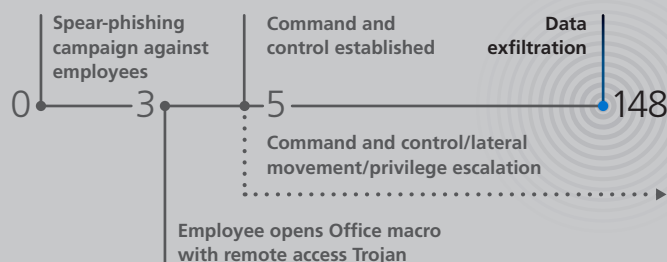 Spear-phishing
campaign against
employees
Command and
control established
Data
exfiltration
0
3
5
148
Command and control/lateral
movement/privilege escalation
Employee opens Office macro
with remote access Trojan